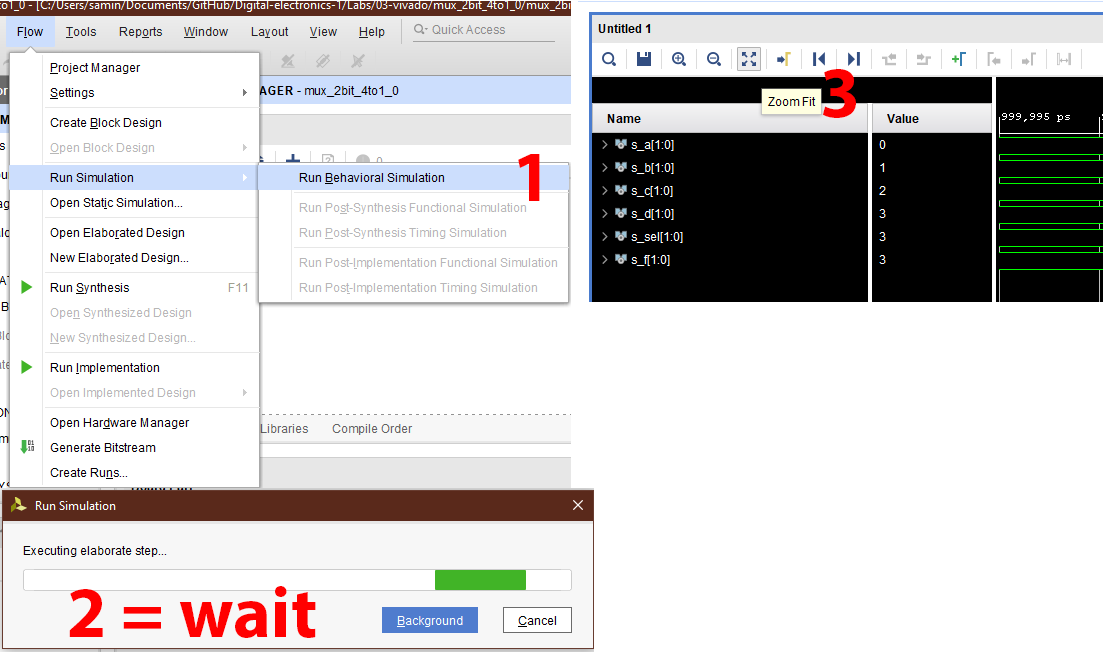 to1_0 - [C:/Users/samin/Documents/GitHub/Digital-electronics-1/Labs/03-vivado/mux_2bit_4to1_0/mux_2bi
Flow Tools Reports Window Layout View Help Quick Access
Project Manager
Settings
AGER - mux_2bit_4to1_0
Create Block Design
Open Block Design
Run Simulation
Open Static Simulation...
Open Elaborated Design
New Elaborated Design...
Run Synthesis F11
Open Synthesized Design
New Synthesized Design...
Run Implementation
Open Implemented Design
Open Hardware Manager
Generate Bitstream
Create Runs...
Run Behavioral Simulation
1
Run Post-Synthesis Functional Simulation
Run Post-Synthesis Timing Simulation
Run Post-Implementation Functional Simulation
Run Post-Implementation Timing Simulation
Libraries Compile Order
Run Simulation
Executing elaborate step...
2 = wait
Background Cancel
Untitled 1
Zoom Fit
3
Name Value
999,995 ps
s_a[1:0] 0
s_b[1:0] 1
s_c[1:0] 2
s_d[1:0] 3
s_sel[1:0] 3
s_f[1:0] 3